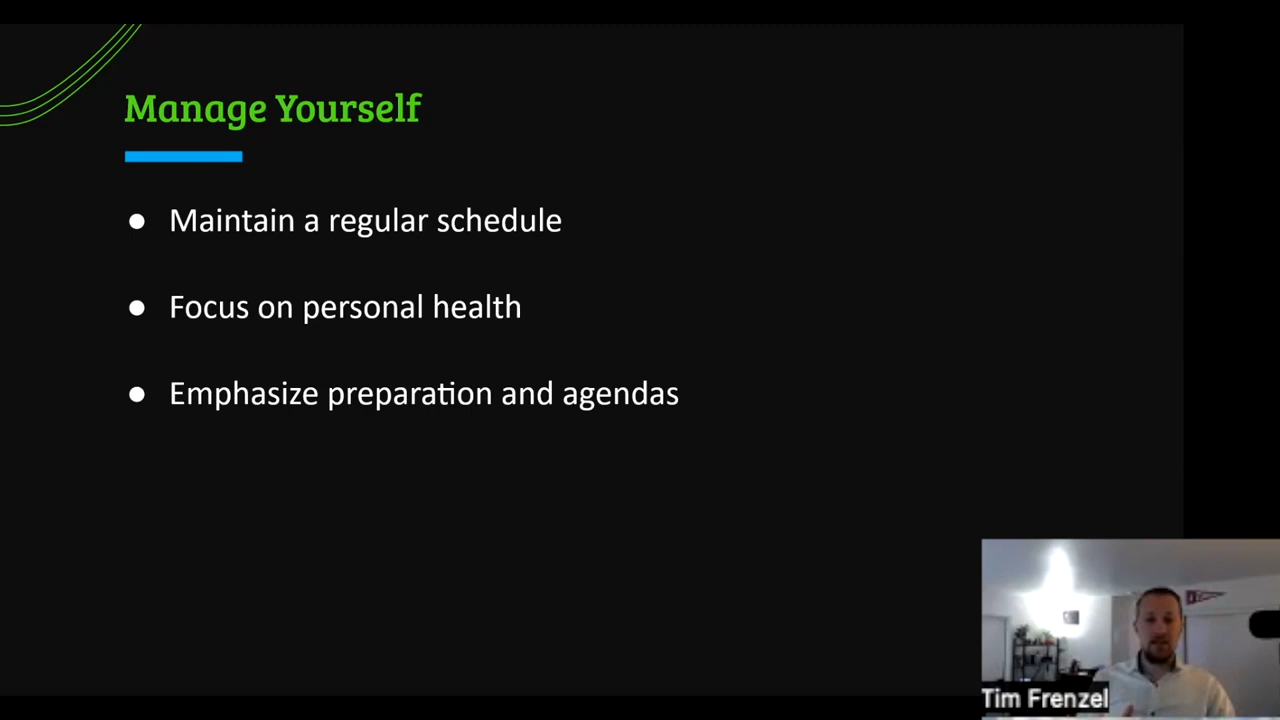 Manage Yourself
● Maintain a regular schedule
● Focus on personal health
● Emphasize preparation and agendas
Tim Frenzel